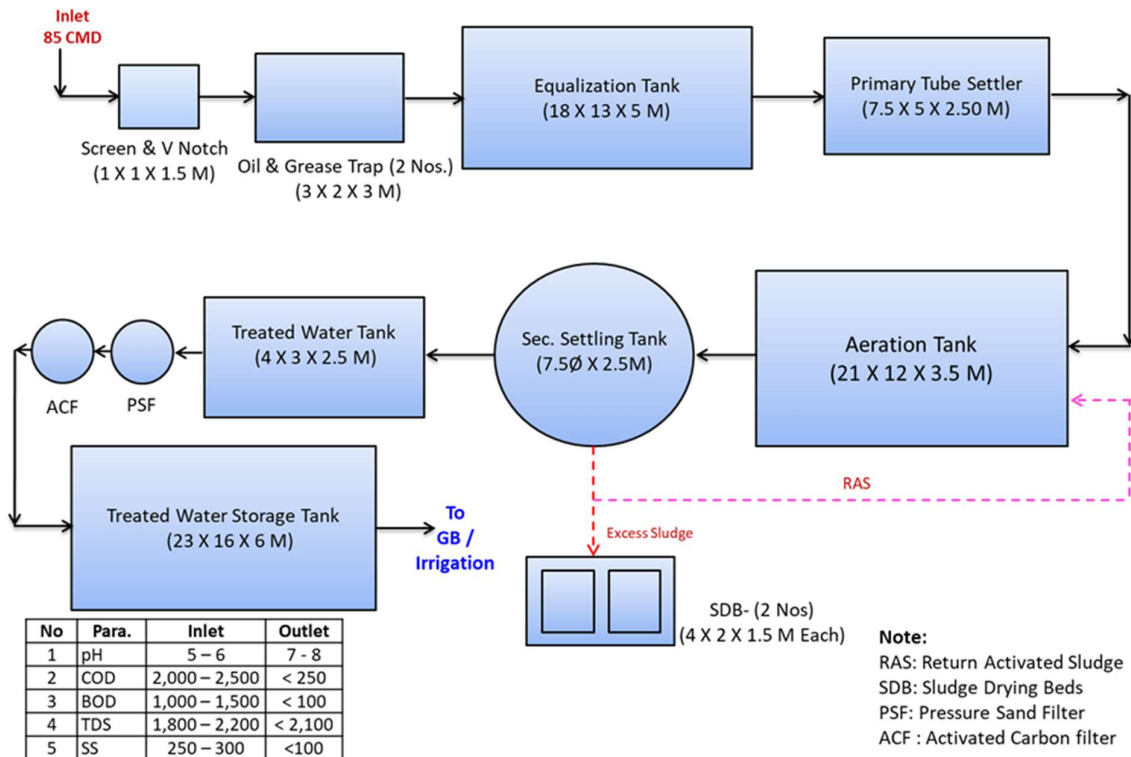 Inlet
85 CMD
Screen & V Notch
(1 X 1 X 1.5 M)
Oil & Grease Trap (2 Nos.)
(3 X 2 X 3 M)
Equalization Tank
(18 X 13 X 5 M)
Primary Tube Settler
(7.5 X 5 X 2.50 M)
ACF
PSF
Treated Water Tank
(4 X 3 X 2.5 M)
Sec. Settling Tank
(7.5Ø X 2.5M)
Aeration Tank
(21 X 12 X 3.5 M)
RAS
Treated Water Storage Tank
(23 X 16 X 6 M)
To
GB /
Irrigation
Excess Sludge
SDB- (2 Nos)
(4 X 2 X 1.5 M Each)
No Para. Inlet Outlet
1 pH 5 – 6 7 - 8
2 COD 2,000 – 2,500 < 250
3 BOD 1,000 – 1,500 < 100
4 TDS 1,800 – 2,200 < 2,100
5 SS 250 – 300 <100
Note:
RAS: Return Activated Sludge
SDB: Sludge Drying Beds
PSF: Pressure Sand Filter
ACF : Activated Carbon filter